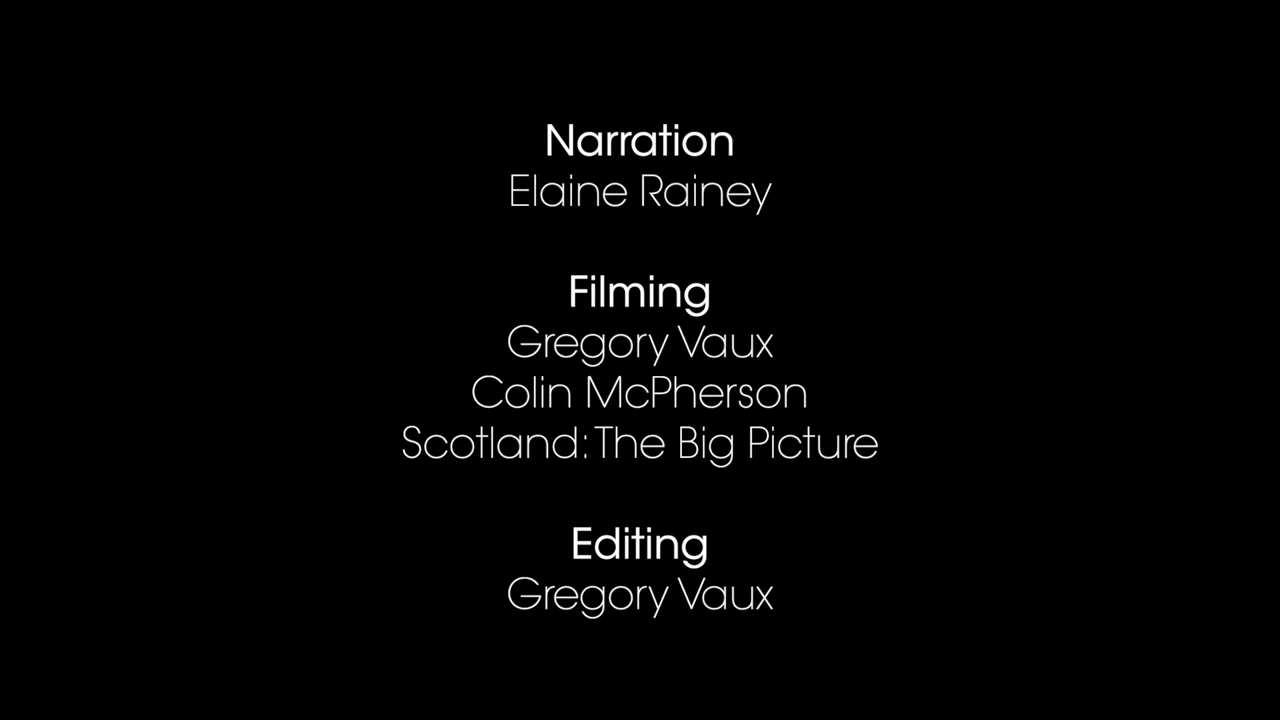 Narration
Elaine Rainey
Filming
Gregory Vaux
Colin McPherson
Scotland: The Big Picture
Editing
Gregory Vaux